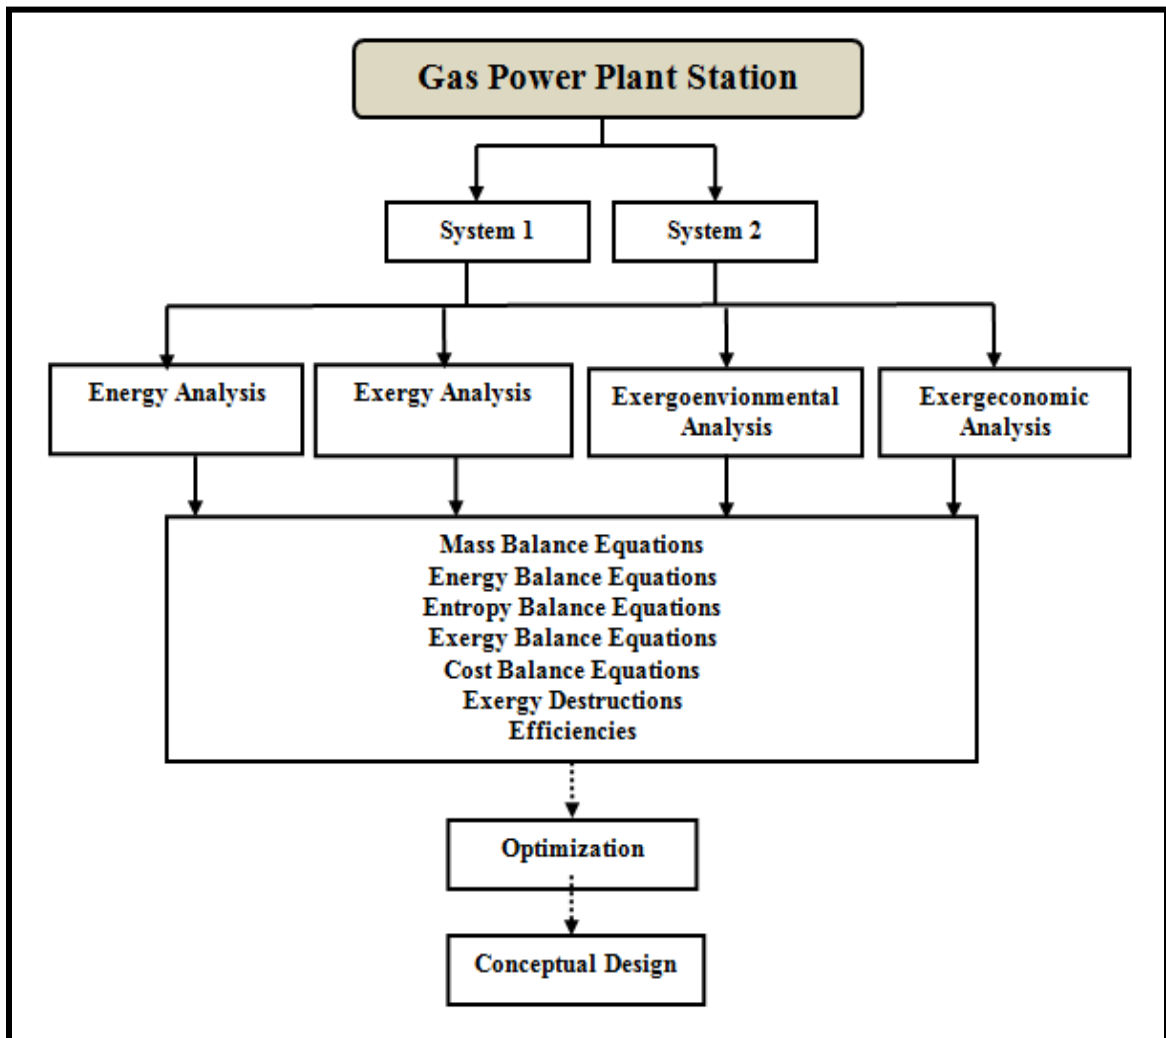 Gas Power Plant Station
System 1
System 2
Energy Analysis
Exergy Analysis
Exergoenvionmental
Analysis
Exergeconomic
Analysis
Mass Balance Equations
Energy Balance Equations
Entropy Balance Equations
Exergy Balance Equations
Cost Balance Equations
Exergy Destructions
Efficiencies
Optimization
Conceptual Design